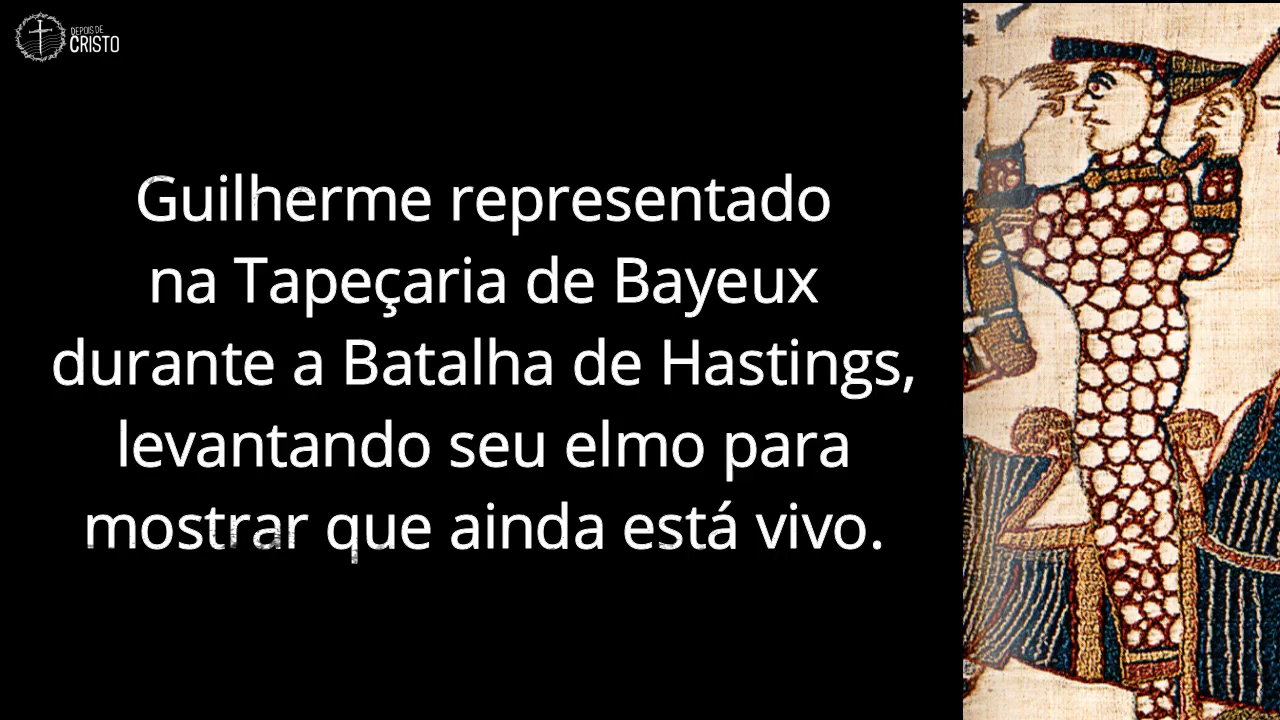 DEPOIS DE
CRISTO
Guilherme representado
na Tapeçaria de Bayeux
durante a Batalha de Hastings,
levantando seu elmo para
mostrar que ainda está vivo.